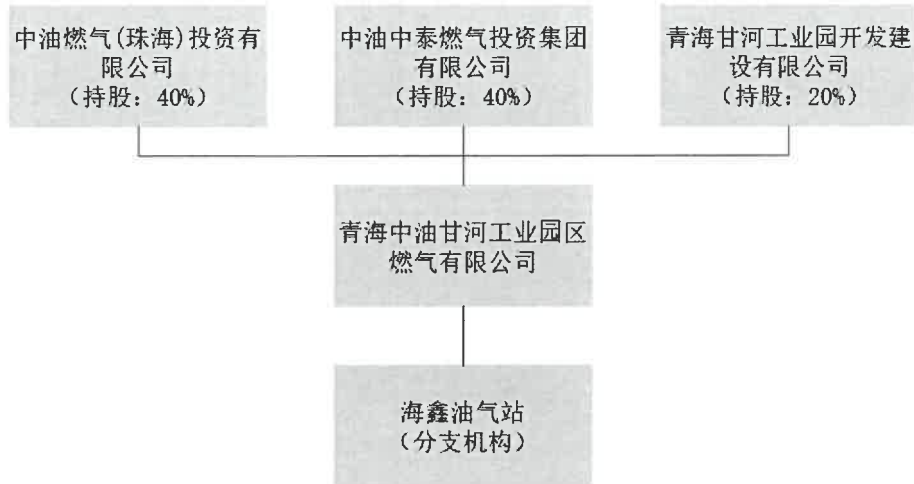 中油燃气(珠海)投资有
限公司
(持股：40%)
中油中泰燃气投资集团
有限公司
(持股：40%)
青海甘河工业园开发建
设有限公司
(持股：20%)
青海中油甘河工业园区
燃气有限公司
海鑫油气站
(分支机构)